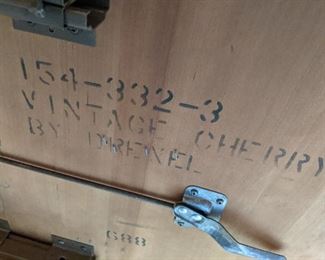 154-332-3
VINTAGE CHERRY
BY DREXEL
688